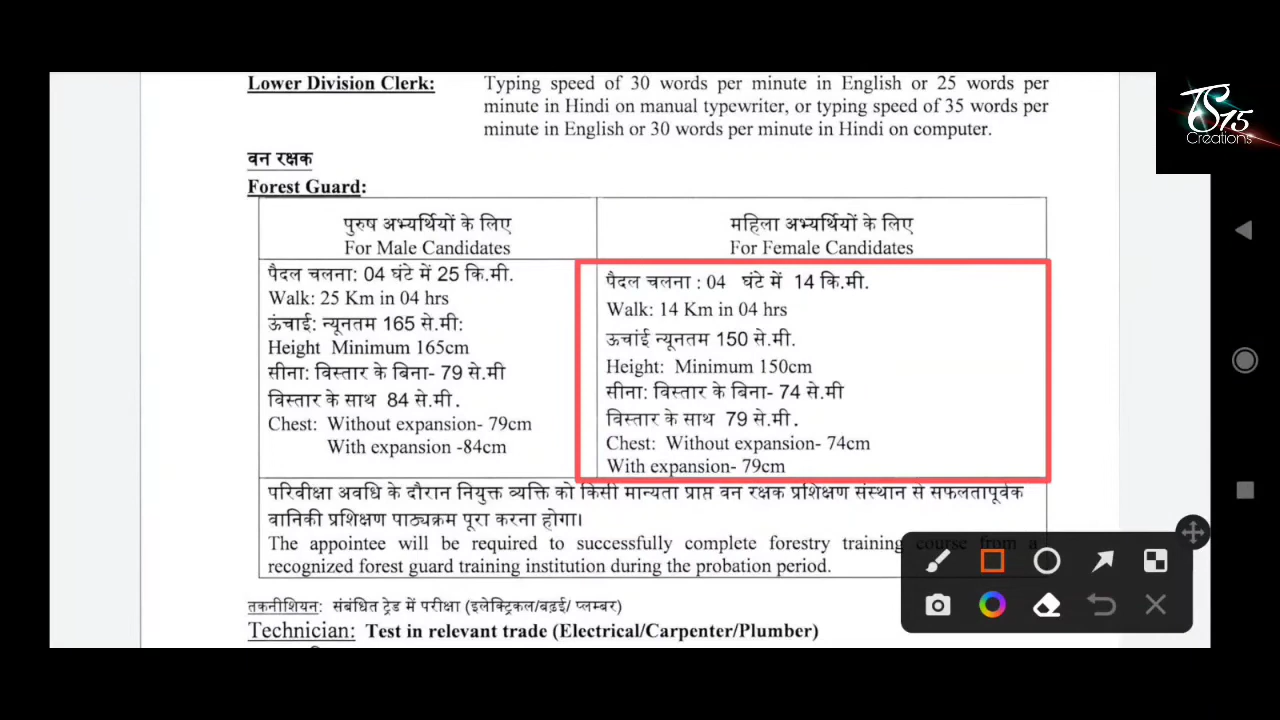 Lower Division Clerk: Typing speed of 30 words per minute in English or 25 words per
minute in Hindi on manual typewriter, or typing speed of 35 words per
minute in English or 30 words per minute in Hindi on computer.
वन रक्षक
Forest Guard:
पुरुष अभ्यर्थियों के लिए
For Male Candidates
पैदल चलना: 04 घंटे में 25 कि.मी.
Walk: 25 Km in 04 hrs
ऊंचाई: न्यूनतम 165 से.मी:
Height Minimum 165cm
सीना: विस्तार के बिना- 79 से.मी
विस्तार के साथ 84 से.मी.
Chest: Without expansion- 79cm
With expansion -84cm
महिला अभ्यर्थियों के लिए
For Female Candidates
पैदल चलना : 04 घंटे में 14 कि.मी.
Walk: 14 Km in 04 hrs
ऊचांई न्यूनतम 150 से.मी.
Height: Minimum 150cm
सीना: विस्तार के बिना- 74 से.मी
विस्तार के साथ 79 से.मी.
Chest: Without expansion- 74cm
With expansion- 79cm
परिवीक्षा अवधि के दौरान नियुक्त व्यक्ति को किसी मान्यता प्राप्त वन रक्षक प्रशिक्षण संस्थान से सफलतापूर्वक
वानिकी प्रशिक्षण पाठ्यक्रम पूरा करना होगा।
The appointee will be required to successfully complete forestry training course from a
recognized forest guard training institution during the probation period.
तकनीशियन: संबंधित ट्रेड में परीक्षा (इलेक्ट्रिकल/बढ़ई/ प्लम्बर)
Technician: Test in relevant trade (Electrical/Carpenter/Plumber)
TS15
Creations